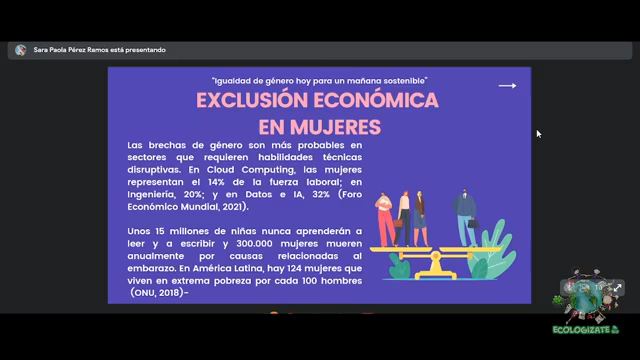 Sara Paola Pérez Ramos está presentando
"Igualdad de género hoy para un mañana sostenible"
EXCLUSIÓN ECONÓMICA
EN MUJERES
Las brechas de género son más probables en
sectores que requieren habilidades técnicas
disruptivas. En Cloud Computing, las mujeres
representan el 14% de la fuerza laboral; en
Ingeniería, 20%; y en Datos e IA, 32% (Foro
Económico Mundial, 2021).
Unos 15 millones de niñas nunca aprenderán a
leer y a escribir y 300.000 mujeres mueren
anualmente por causas relacionadas al
embarazo. En América Latina, hay 124 mujeres que
viven en extrema pobreza por cada 100 hombres
(ONU, 2018)-
ECOLOGIZATE